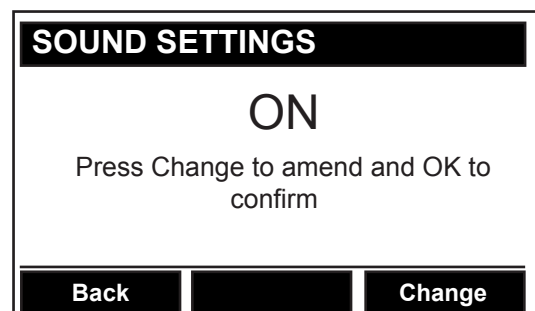 SOUND SETTINGS
ON
Press Change to amend and OK to
confirm
Back
Change